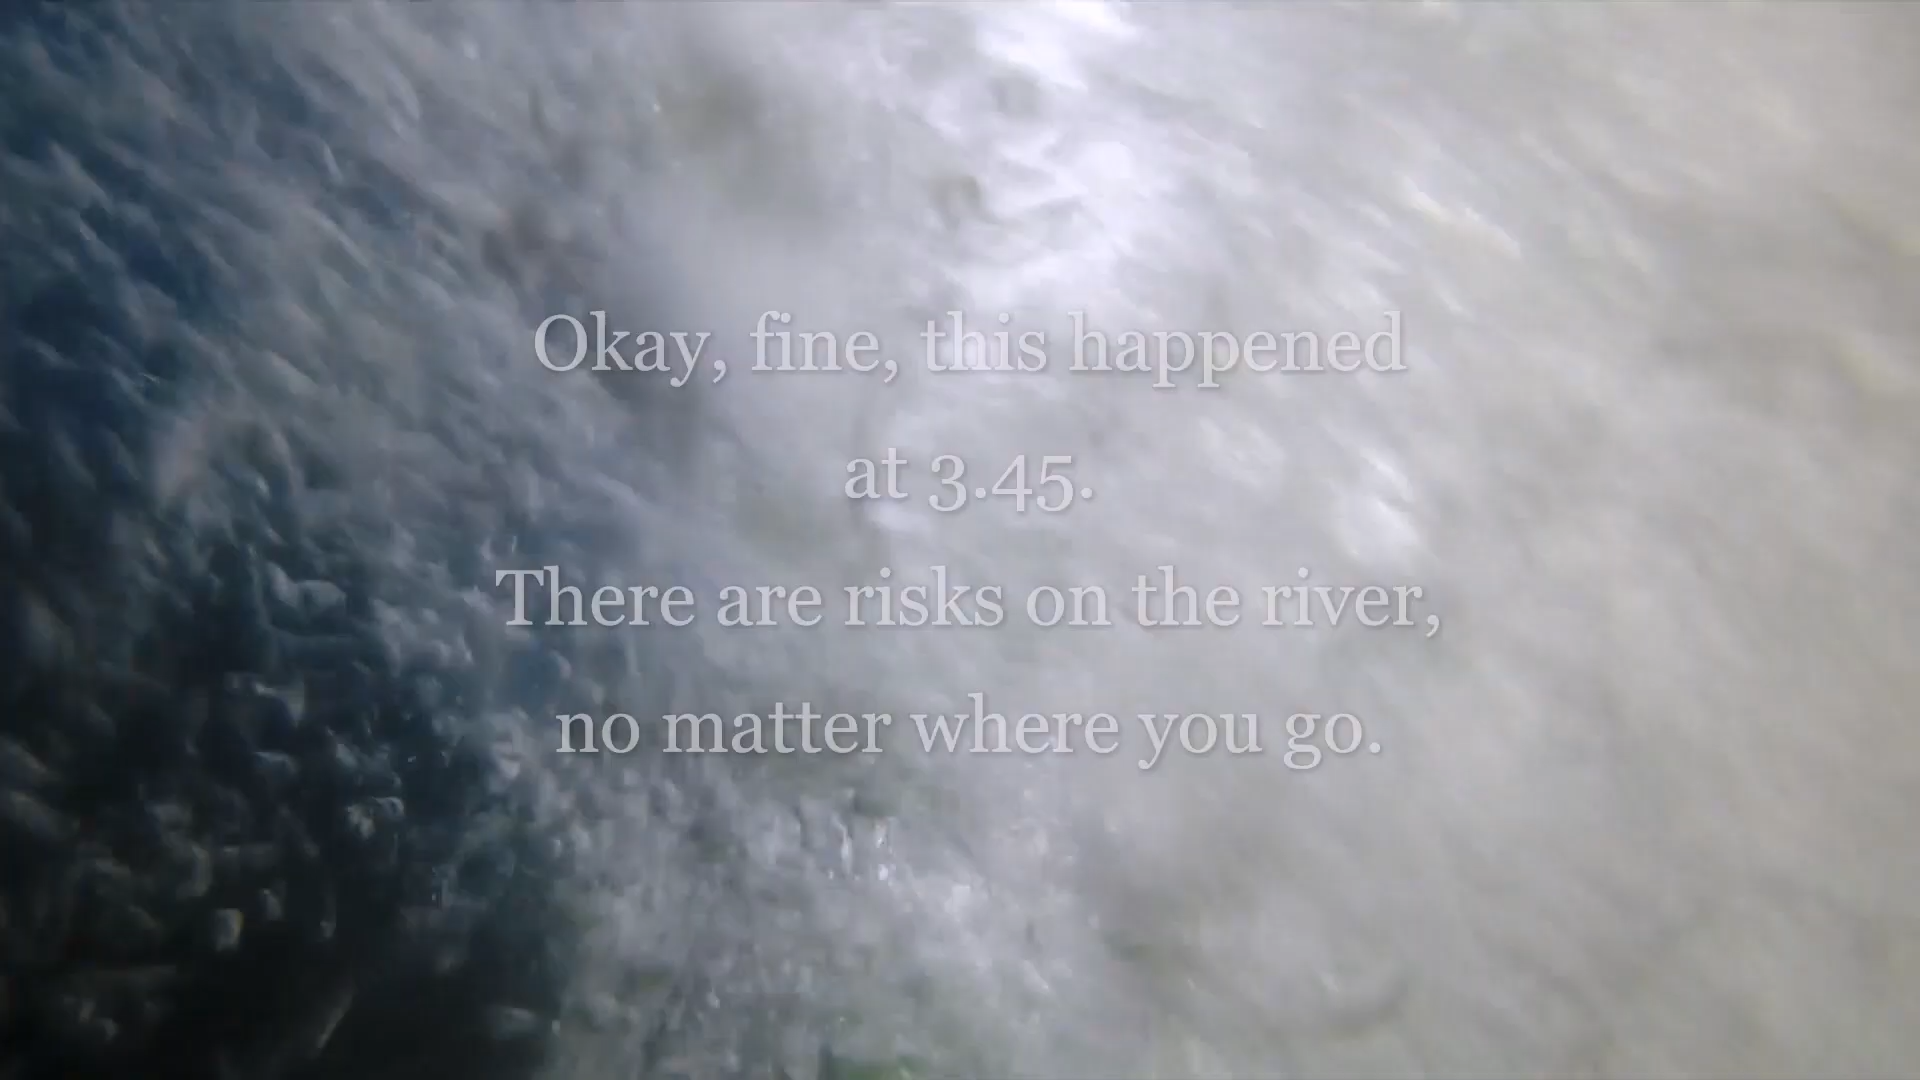 Okay, fine, this happened
at 3.45.
There are risks on the river,
no matter where you go.